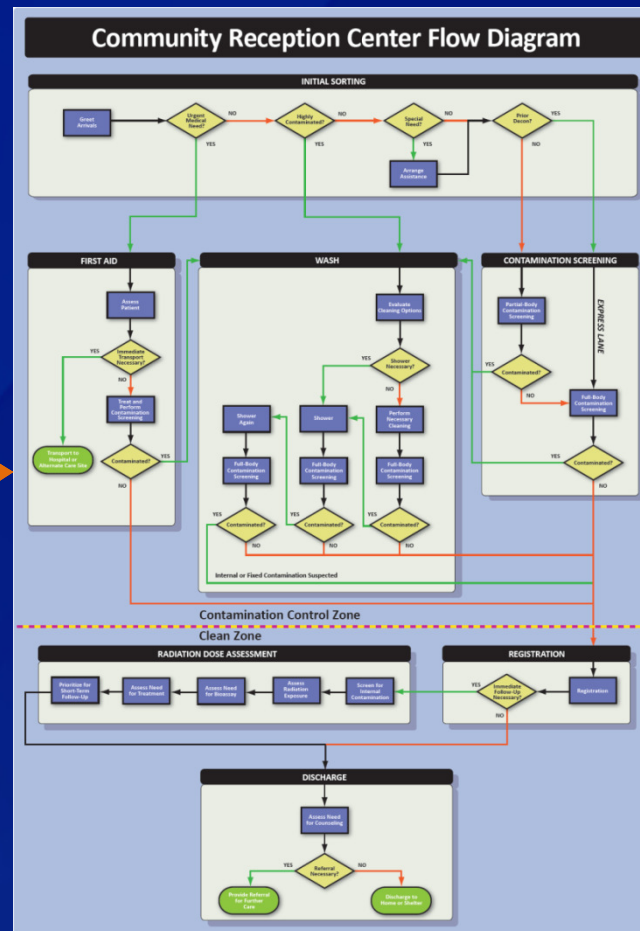 Community Reception Center Flow Diagram
INITIAL SORTING
Greet
Arrivals
Urgent
Medical
Need?
NO
YES
Highly
Contaminated?
NO
YES
Special
Need?
NO
YES
Arrange
Assistance
Prior
Decon?
YES
NO
FIRST AID
Assess
Patient
Immediate
Transport
Necessary?
YES
NO
Treat and
Perform
Contamination
Screening
Transport to
Hospital or
Alternate Care Site
Contaminated?
YES
NO
WASH
Evaluate
Cleaning Options
Shower
Necessary?
YES
NO
Shower
Again
Shower
Perform
Necessary
Cleaning
Full-Body
Contamination
Screening
Full-Body
Contamination
Screening
Full-Body
Contamination
Screening
Contaminated?
YES
NO
Contaminated?
YES
NO
Contaminated?
YES
NO
Internal or Fixed Contamination Suspected
CONTAMINATION SCREENING
Partial-Body
Contamination
Screening
EXPRESS LANE
Contaminated?
YES
NO
Full-Body
Contamination
Screening
Contaminated?
YES
NO
Contamination Control Zone
Clean Zone
RADIATION DOSE ASSESSMENT
Prioritize for
Short-Term
Follow-Up
Assess Need
for Treatment
Assess Need
for Bioassay
Assess
Radiation
Exposure
Screen for
Internal
Contamination
REGISTRATION
YES
Immediate
Follow-Up
Necessary?
NO
Registration
DISCHARGE
Assess Need
for Counseling
Referral
Necessary?
YES
NO
Provide Referral
for Further
Care
Discharge to
Home or Shelter